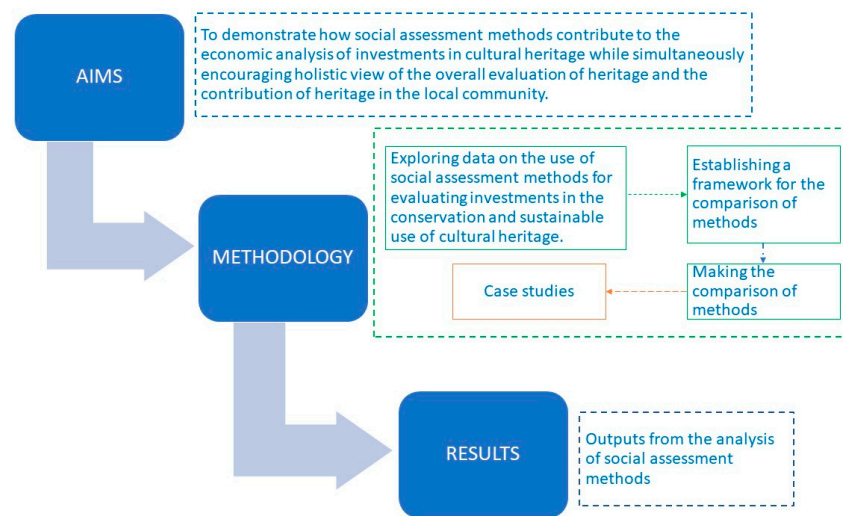 AIMS
To demonstrate how social assessment methods contribute to the
economic analysis of investments in cultural heritage while simultaneously
encouraging holistic view of the overall evaluation of heritage and the
contribution of heritage in the local community.
METHODOLOGY
Exploring data on the use of
social assessment methods for
evaluating investments in the
conservation and sustainable
use of cultural heritage.
Establishing a
framework for the
comparison of
methods
Making the
comparison of
methods
Case studies
RESULTS
Outputs from the analysis
of social assessment
methods